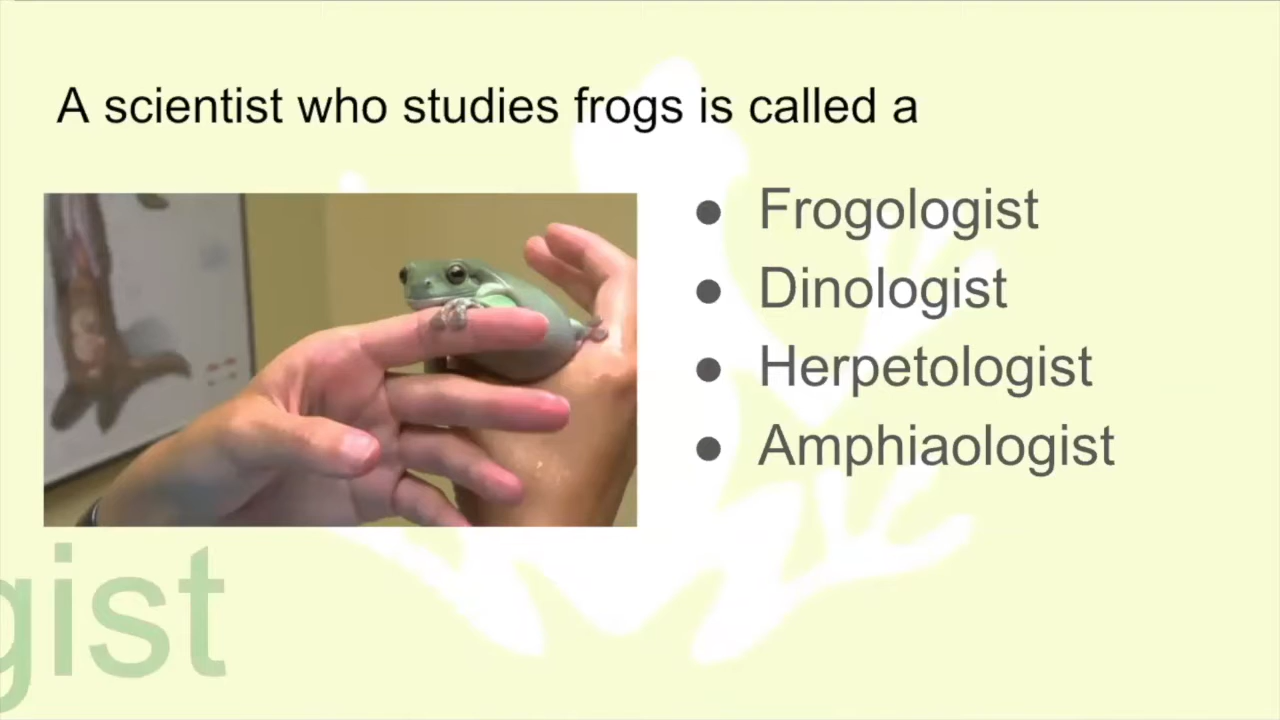 A scientist who studies frogs is called a
● Frogologist
● Dinologist
● Herpetologist
● Amphiaologist
gist